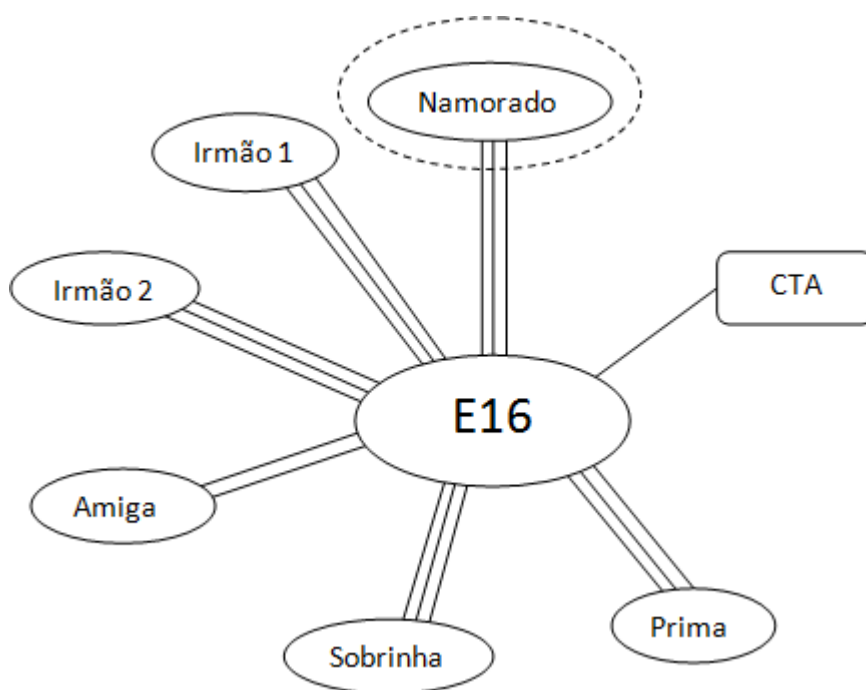 Namorado
Irmão 1
Irmão 2
CTA
E16
Amiga
Prima
Sobrinha